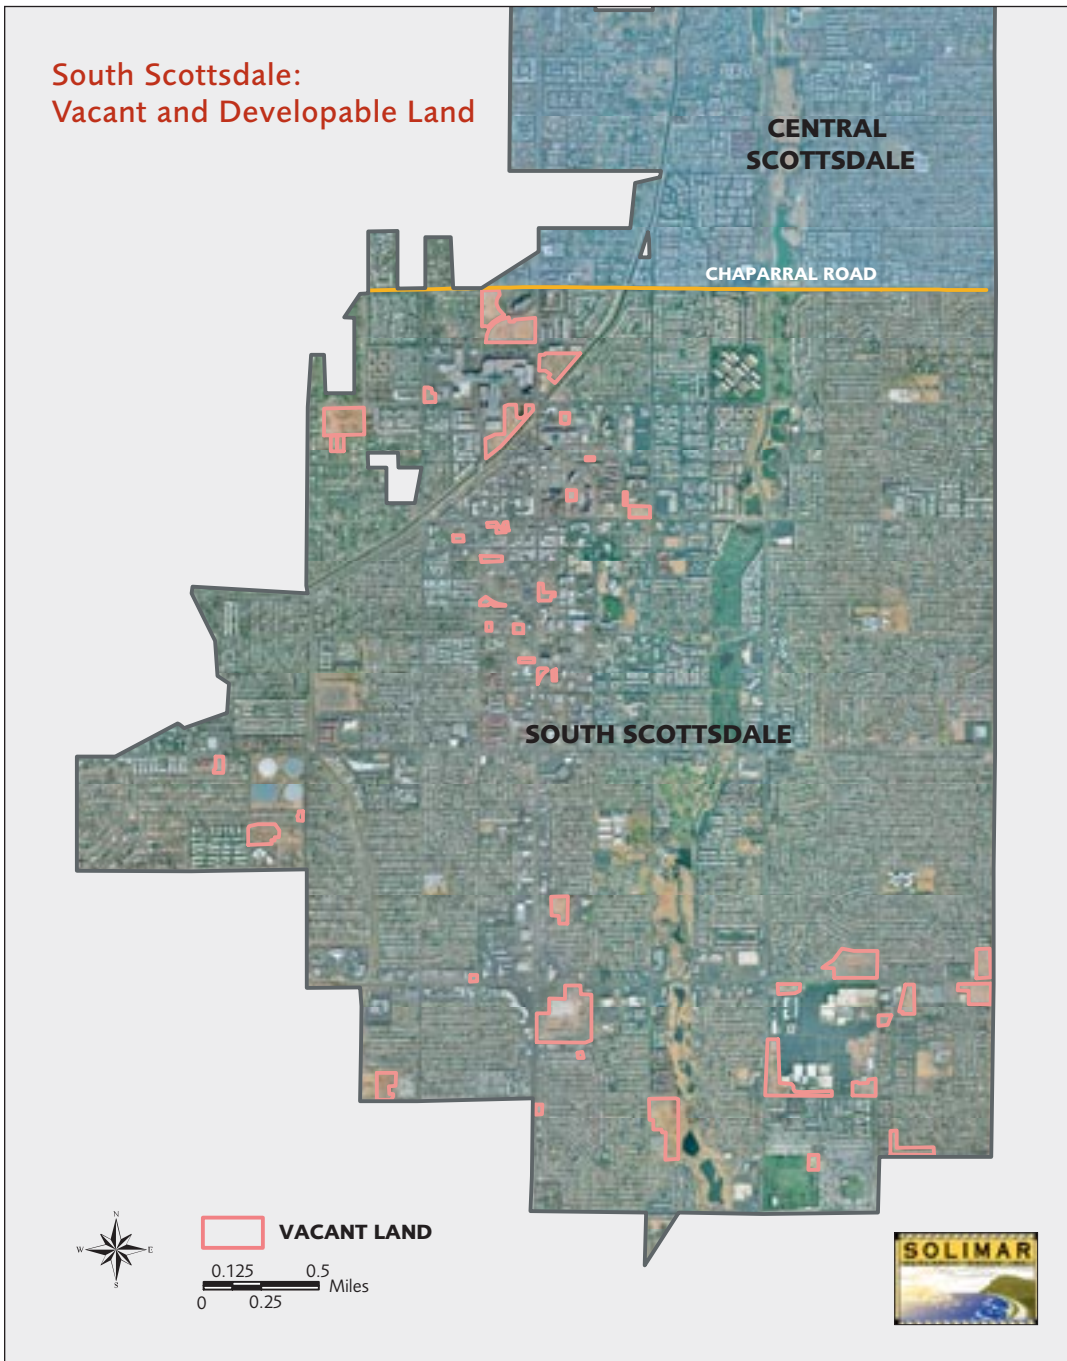 South Scottsdale:
Vacant and Developable Land
CENTRAL
SCOTTSDALE
CHAPARRAL ROAD
SOUTH SCOTTSDALE
N
W
E
S
VACANT LAND
0.125
0.5
Miles
0
0.25
SOLIMAR